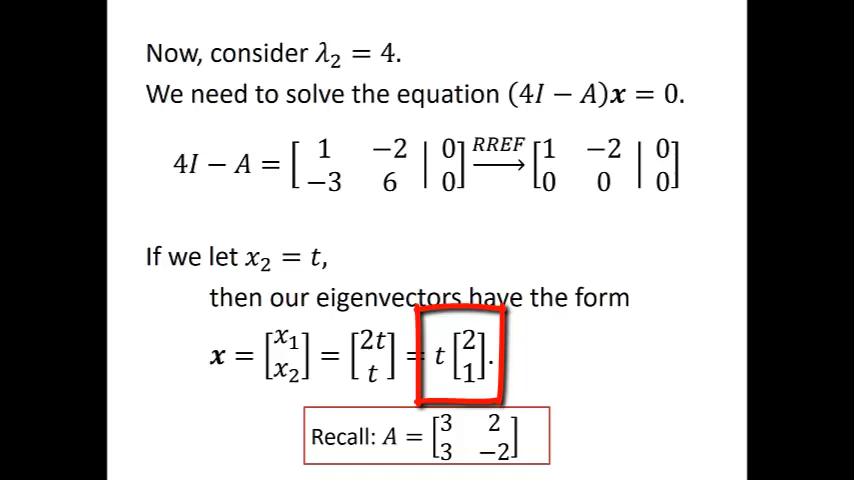 Now, consider λ₂ = 4.
We need to solve the equation (4I − A)x = 0.
4I − A = [1 −2 | 0; −3 6 | 0] RREF→ [1 −2 | 0; 0 0 | 0]
If we let x₂ = t,
then our eigenvectors have the form
x = [x₁; x₂] = [2t; t] = t [2; 1].
Recall: A = [3 2; 3 −2]